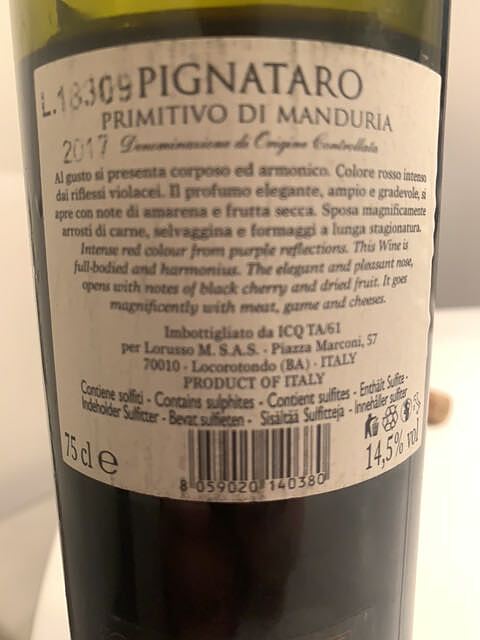 L.18309 PIGNATARO
PRIMITIVO DI MANDURIA
2017 Denominazione di Origine Controllata
Al gusto si presenta corposo ed armonico. Colore rosso intenso
dai riflessi violacei. Il profumo elegante, ampio e gradevole, si
apre con note di amarena e frutta secca. Sposa magnificamente
arrosti di carne, selvaggina e formaggi a lunga stagionatura.
Intense red colour from purple reflections. This Wine is
full-bodied and harmonius. The elegant and pleasant nose,
opens with notes of black cherry and dried fruit. It goes
magnificently with meat, game and cheeses.
Imbottigliato da ICQ TA/61
per Lorusso M. S.A.S. - Piazza Marconi, 57
70010 - Locorotondo (BA) - ITALY
PRODUCT OF ITALY
Contiene solfiti - Contains sulphites - Contient sulfites - Enthält Sulfite -
Indeholder Sulfitter - Bevat sulfieten - Sisältää Sulfitteja - Innehåller sulfiter
75 cl e
14,5% vol
8 059020 140380